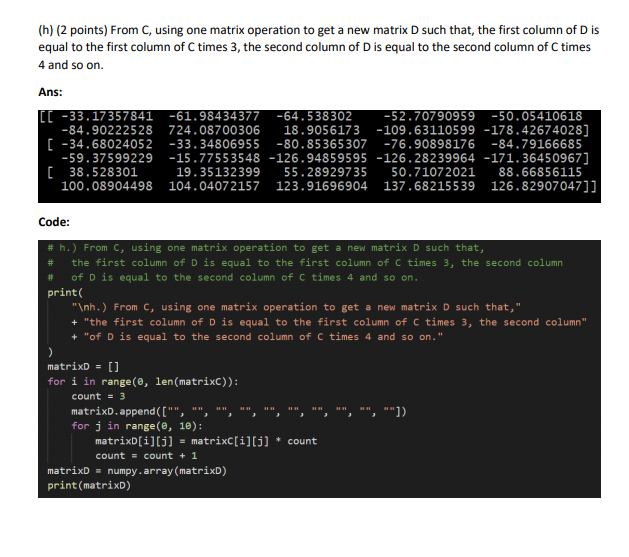 (h) (2 points) From C, using one matrix operation to get a new matrix D such that, the first column of D is
equal to the first column of C times 3, the second column of D is equal to the second column of C times
4 and so on.
Ans:
[[ -33.17357841 -61.98434377 -64.538302 -52.70790959 -50.05410618
-84.90222528 724.08700306 18.9056173 -109.63110599 -178.42674028]
[ -34.68024052 -33.34806955 -80.85365307 -76.90898176 -84.79166685
-59.37599229 -15.77553548 -126.94859595 -126.28239964 -171.36450967]
[ 38.528301 19.35132399 55.28929735 50.71072021 88.66856115
100.08904498 104.04072157 123.91696904 137.68215539 126.82907047]]
Code:
# h.) From C, using one matrix operation to get a new matrix D such that,
# the first column of D is equal to the first column of C times 3, the second column
# of D is equal to the second column of C times 4 and so on.
print(
"\nh.) From C, using one matrix operation to get a new matrix D such that,"
+ "the first column of D is equal to the first column of C times 3, the second column"
+ "of D is equal to the second column of C times 4 and so on."
)
matrixD = []
for i in range(0, len(matrixC)):
count = 3
matrixD.append(["", "", "", "", "", "", "", "", "", ""])
for j in range(0, 10):
matrixD[i][j] = matrixC[i][j] * count
count = count + 1
matrixD = numpy.array(matrixD)
print(matrixD)